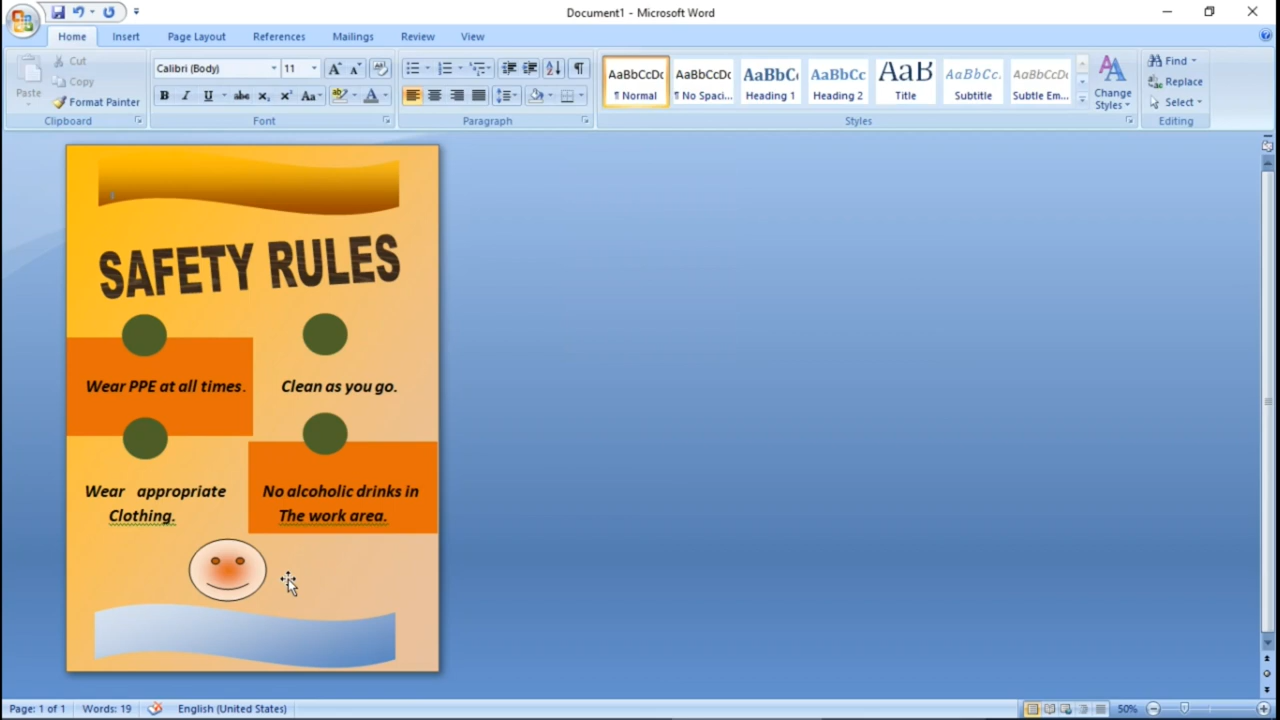 Document1 - Microsoft Word
Home Insert Page Layout References Mailings Review View
Paste
Cut
Copy
Format Painter
Clipboard
Calibri (Body) 11
B I U abc x₂ x² Aa
Font
Paragraph
AaBbCcDc AaBbCcDc AaBbC AaBbCc AaB AaBbCc. AaBbCcDc
¶ Normal ¶ No Spaci... Heading 1 Heading 2 Title Subtitle Subtle Em...
Change
Styles
Styles
Find
Replace
Select
Editing
SAFETY RULES
Wear PPE at all times.
Clean as you go.
Wear appropriate
Clothing.
No alcoholic drinks in
The work area.
Page: 1 of 1 Words: 19 English (United States) 50%